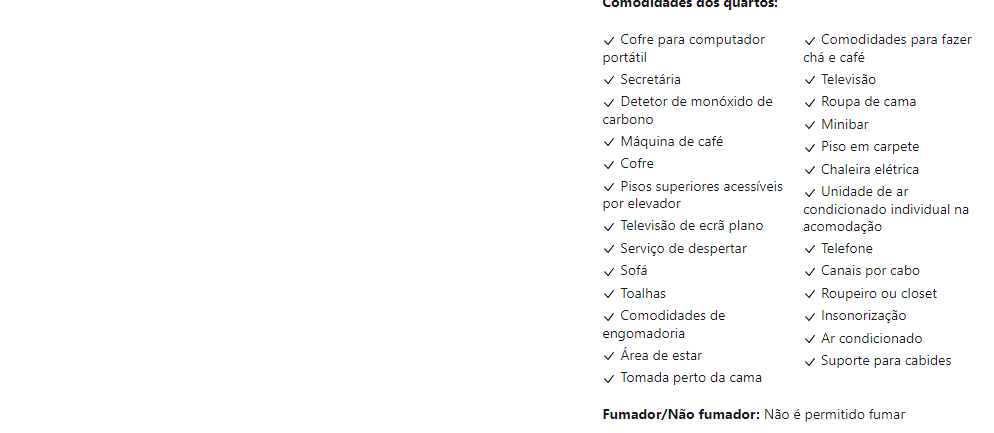 Comodidades dos quartos:
✓ Cofre para computador
portátil
✓ Secretária
✓ Detetor de monóxido de
carbono
✓ Máquina de café
✓ Cofre
✓ Pisos superiores acessíveis
por elevador
✓ Televisão de ecrã plano
✓ Serviço de despertar
✓ Sofá
✓ Toalhas
✓ Comodidades de
engomadoria
✓ Área de estar
✓ Tomada perto da cama
✓ Comodidades para fazer
chá e café
✓ Televisão
✓ Roupa de cama
✓ Minibar
✓ Piso em carpete
✓ Chaleira elétrica
✓ Unidade de ar
condicionado individual na
acomodação
✓ Telefone
✓ Canais por cabo
✓ Roupeiro ou closet
✓ Insonorização
✓ Ar condicionado
✓ Suporte para cabides
Fumador/Não fumador: Não é permitido fumar